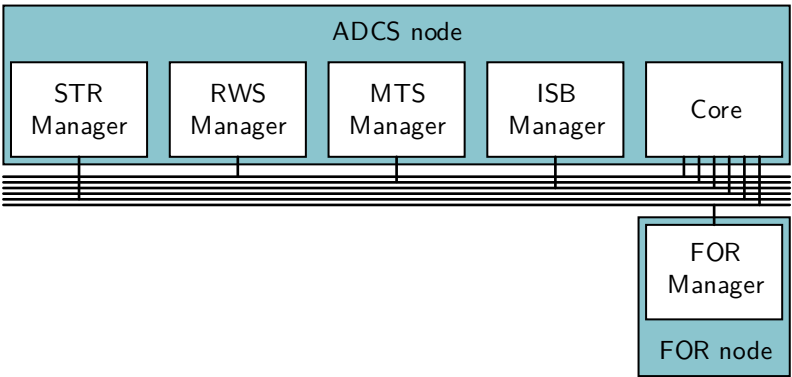 ADCS node
STR
Manager
RWS
Manager
MTS
Manager
ISB
Manager
Core
FOR
Manager
FOR node